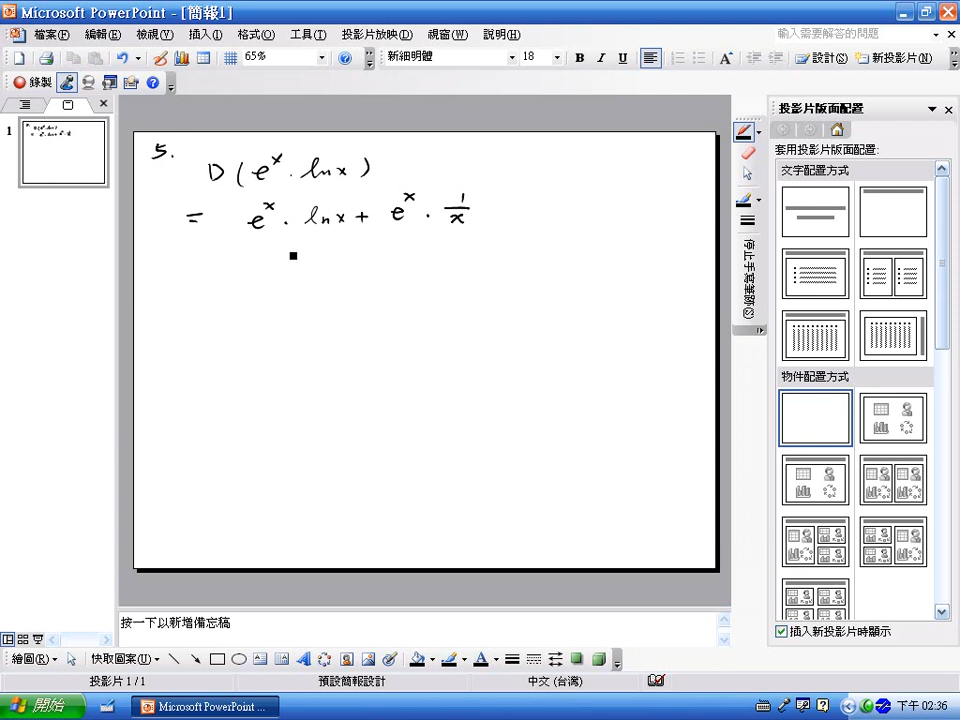 Microsoft PowerPoint - [簡報1]
檔案(F) 編輯(E) 檢視(V) 插入(I) 格式(O) 工具(T) 投影片放映(D) 視窗(W) 說明(H) 輸入需要解答的問題
65% 新細明體 18 B I U A 設計(S) 新投影片(N)
錄製
投影片版面配置
套用投影片版面配置:
文字配置方式
物件配置方式
插入新投影片時顯示
1
5.
D(e^x · ln x)
= e^x · ln x + e^x · 1/x
停止手寫筆跡(S)
按一下以新增備忘稿
繪圖(R) 快取圖案(U) A
投影片 1 / 1 預設簡報設計 中文 (台灣)
開始 Microsoft PowerPoint ... 下午 02:36